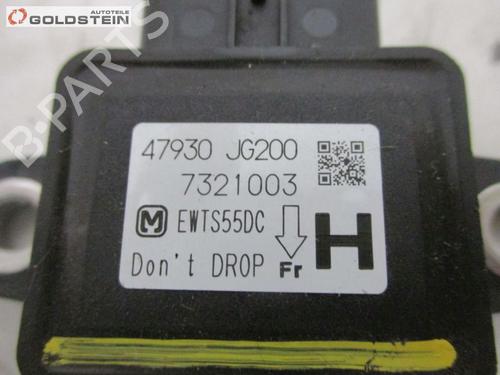 Autoteile
GOLDSTEIN
B-PARTS
47930 JG200
7321003
M EWTS55DC
Don't DROP Fr H